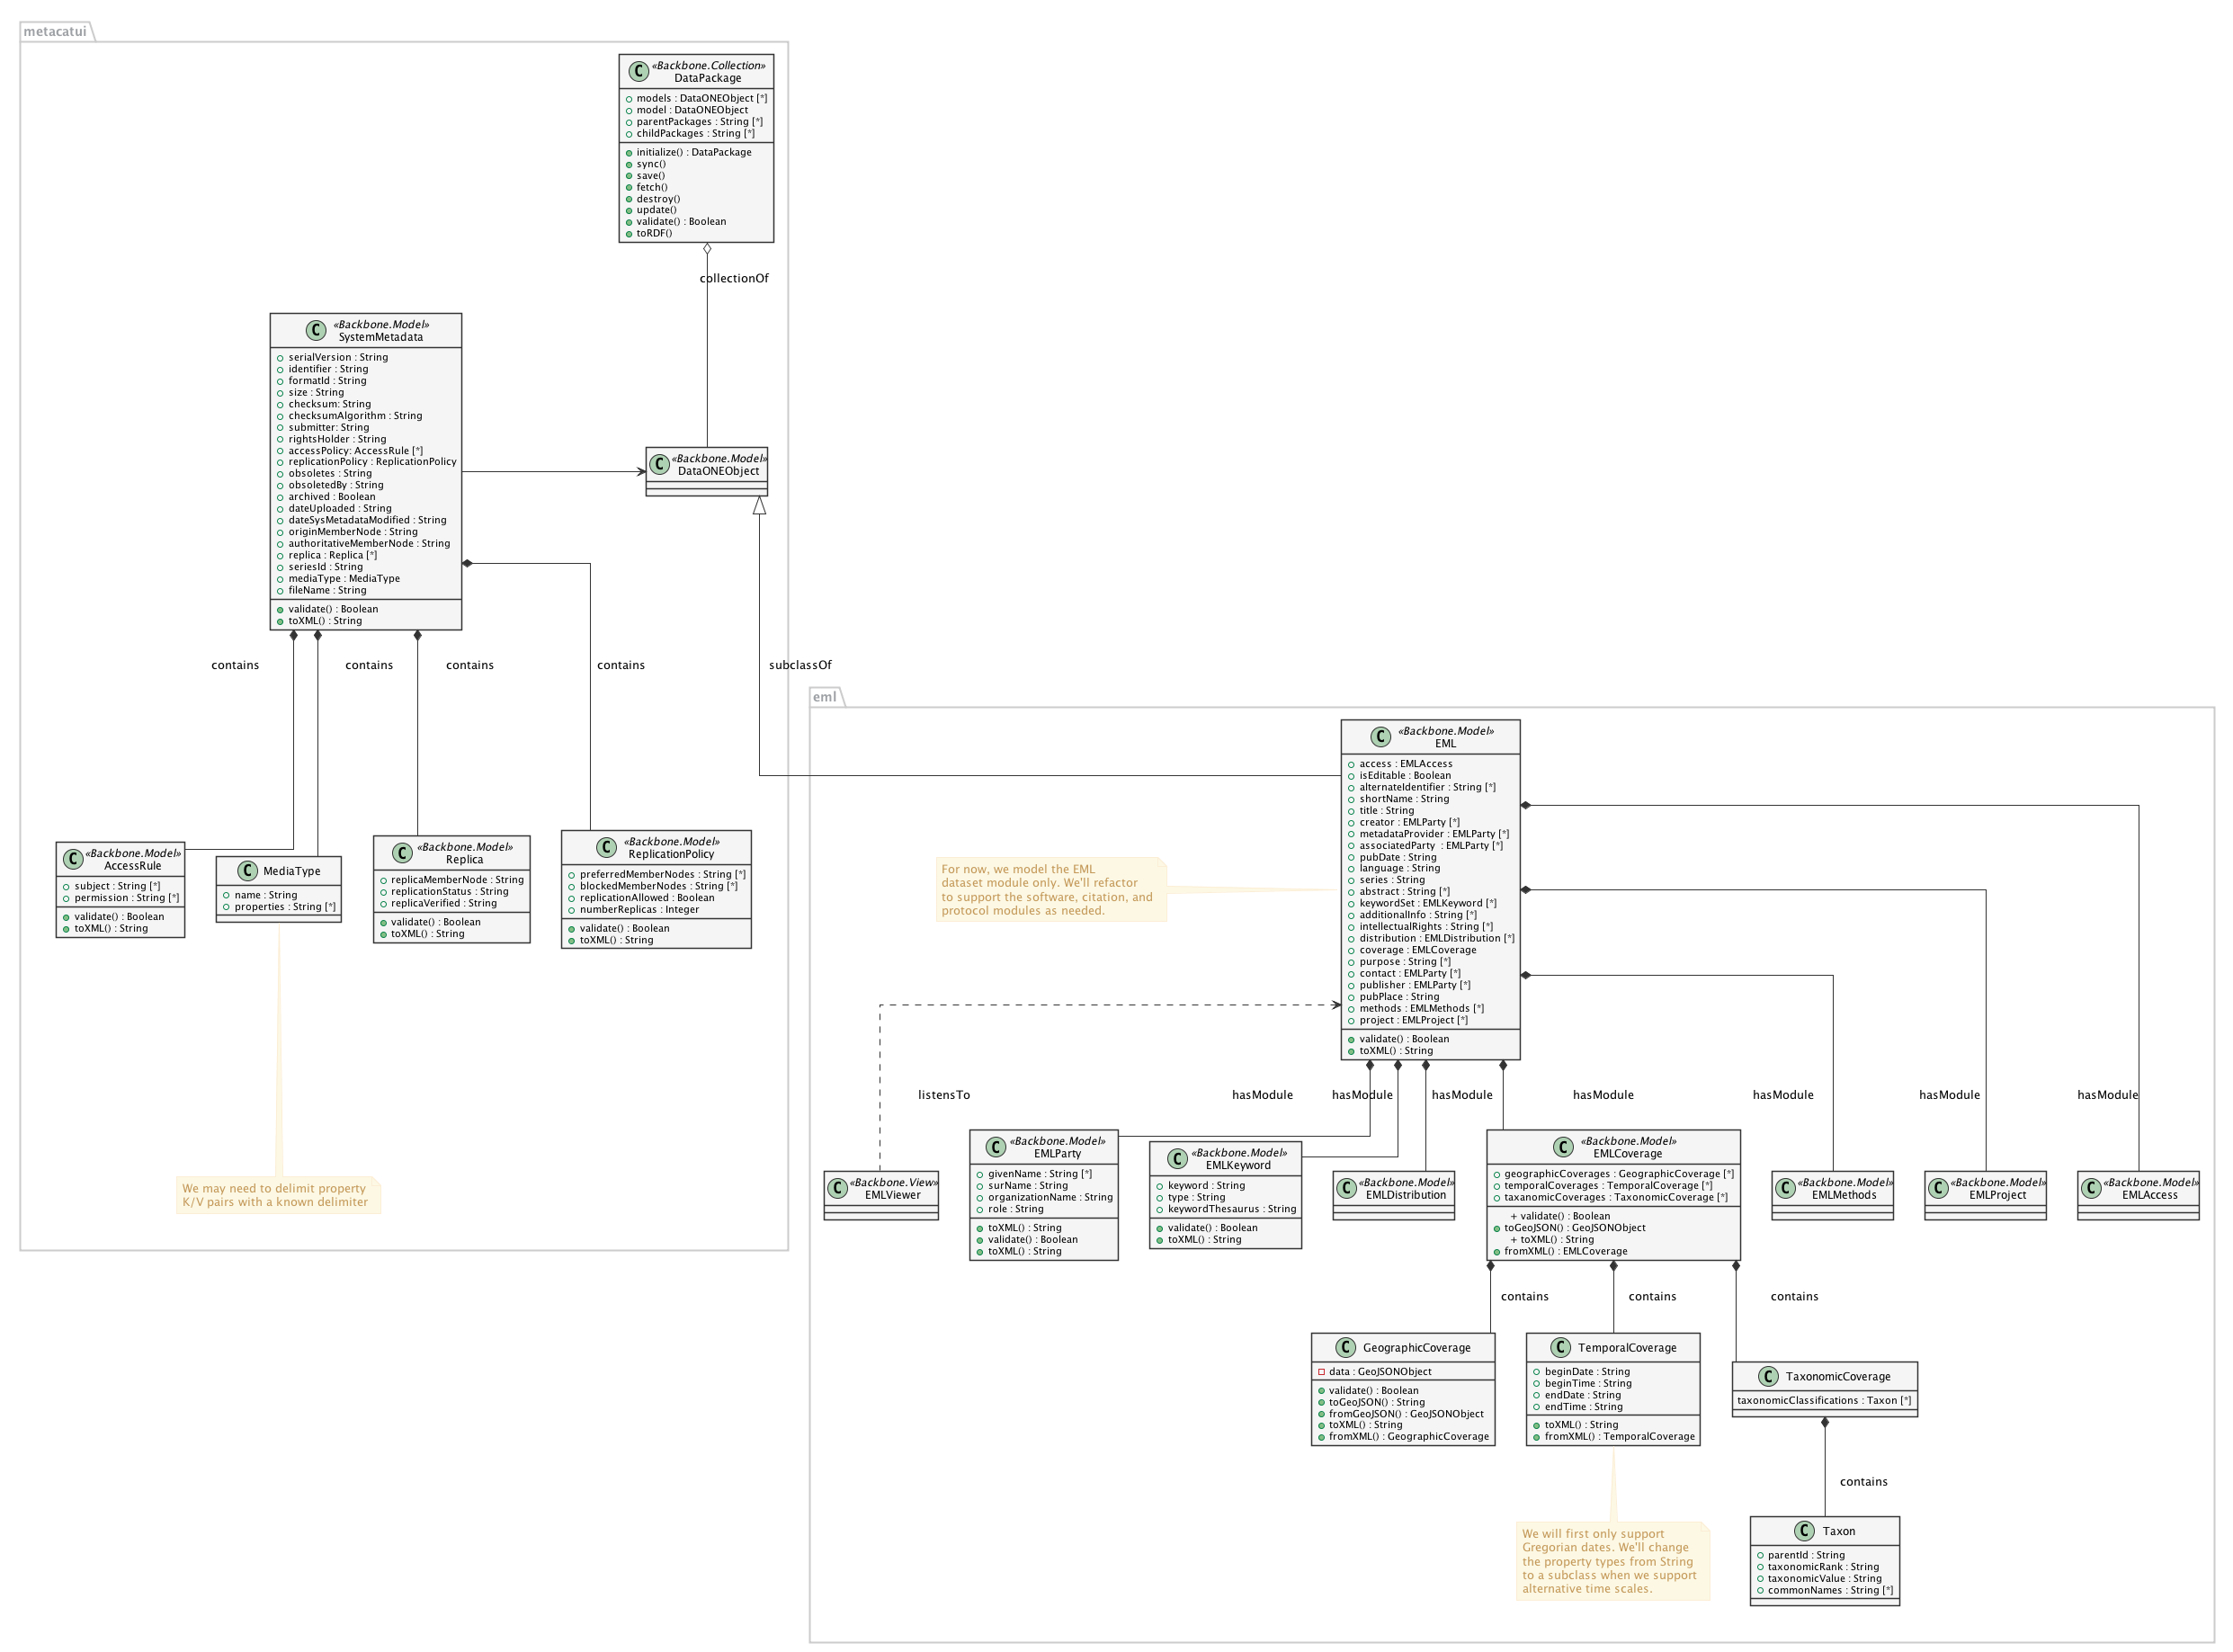 metacatui
C
«Backbone.Collection»
DataPackage
models : DataONEObject [*]
model : DataONEObject
parentPackages : String [*]
childPackages : String [*]
initialize() : DataPackage
sync()
save()
fetch()
destroy()
update()
validate() : Boolean
toRDF()
collectionOf
C
«Backbone.Model»
SystemMetadata
serialVersion : String
identifier : String
formatId : String
size : String
checksum: String
checksumAlgorithm : String
submitter: String
rightsHolder : String
accessPolicy: AccessRule [*]
replicationPolicy : ReplicationPolicy
obsoletes : String
obsoletedBy : String
archived : Boolean
dateUploaded : String
dateSysMetadataModified : String
originMemberNode : String
authoritativeMemberNode : String
replica : Replica [*]
seriesId : String
mediaType : MediaType
fileName : String
validate() : Boolean
toXML() : String
C
«Backbone.Model»
DataONEObject
contains
contains
contains
contains
subclassOf
C
«Backbone.Model»
AccessRule
subject : String [*]
permission : String [*]
validate() : Boolean
toXML() : String
C
MediaType
name : String
properties : String [*]
C
«Backbone.Model»
Replica
replicaMemberNode : String
replicationStatus : String
replicaVerified : String
validate() : Boolean
toXML() : String
C
«Backbone.Model»
ReplicationPolicy
preferredMemberNodes : String [*]
blockedMemberNodes : String [*]
replicationAllowed : Boolean
numberReplicas : Integer
validate() : Boolean
toXML() : String
We may need to delimit property
K/V pairs with a known delimiter
eml
C
«Backbone.Model»
EML
access : EMLAccess
isEditable : Boolean
alternateIdentifier : String [*]
shortName : String
title : String
creator : EMLParty [*]
metadataProvider : EMLParty [*]
associatedParty  : EMLParty [*]
pubDate : String
language : String
series : String
abstract : String [*]
keywordSet : EMLKeyword [*]
additionalInfo : String [*]
intellectualRights : String [*]
distribution : EMLDistribution [*]
coverage : EMLCoverage
purpose : String [*]
contact : EMLParty [*]
publisher : EMLParty [*]
pubPlace : String
methods : EMLMethods [*]
project : EMLProject [*]
validate() : Boolean
toXML() : String
For now, we model the EML
dataset module only. We'll refactor
to support the software, citation, and
protocol modules as needed.
listensTo
hasModule
hasModule
hasModule
hasModule
hasModule
hasModule
hasModule
C
«Backbone.View»
EMLViewer
C
«Backbone.Model»
EMLParty
givenName : String [*]
surName : String
organizationName : String
role : String
toXML() : String
validate() : Boolean
toXML() : String
C
«Backbone.Model»
EMLKeyword
keyword : String
type : String
keywordThesaurus : String
validate() : Boolean
toXML() : String
C
«Backbone.Model»
EMLDistribution
C
«Backbone.Model»
EMLCoverage
geographicCoverages : GeographicCoverage [*]
temporalCoverages : TemporalCoverage [*]
taxanomicCoverages : TaxonomicCoverage [*]
+ validate() : Boolean
toGeoJSON() : GeoJSONObject
+ toXML() : String
fromXML() : EMLCoverage
C
«Backbone.Model»
EMLMethods
C
«Backbone.Model»
EMLProject
C
«Backbone.Model»
EMLAccess
contains
contains
contains
C
GeographicCoverage
data : GeoJSONObject
validate() : Boolean
toGeoJSON() : String
fromGeoJSON() : GeoJSONObject
toXML() : String
fromXML() : GeographicCoverage
C
TemporalCoverage
beginDate : String
beginTime : String
endDate : String
endTime : String
toXML() : String
fromXML() : TemporalCoverage
C
TaxonomicCoverage
taxonomicClassifications : Taxon [*]
contains
We will first only support
Gregorian dates. We'll change
the property types from String
to a subclass when we support
alternative time scales.
C
Taxon
parentId : String
taxonomicRank : String
taxonomicValue : String
commonNames : String [*]